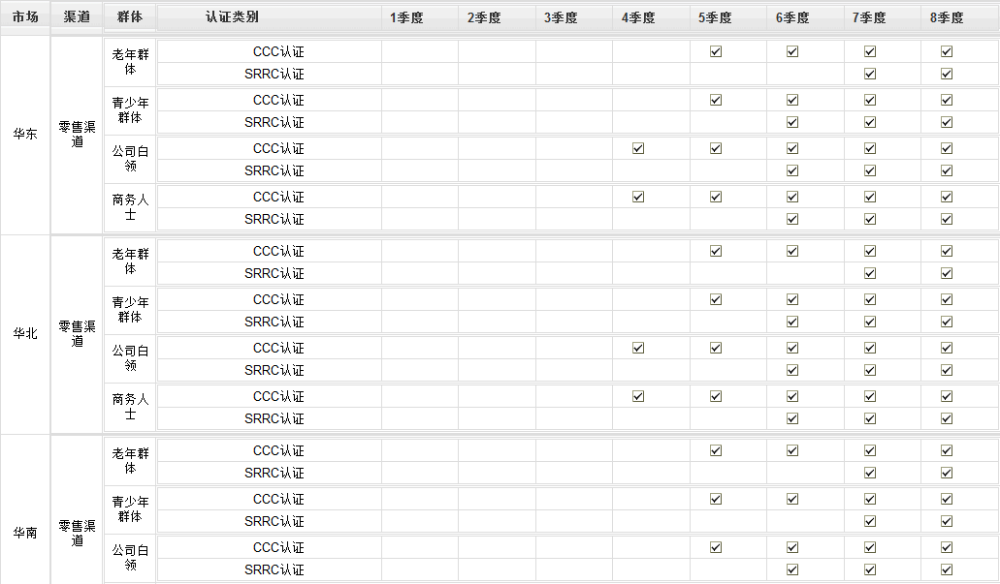 市场 渠道 群体 认证类别 1季度 2季度 3季度 4季度 5季度 6季度 7季度 8季度
华东
零售渠
道
老年群
体
CCC认证
SRRC认证
青少年
群体
CCC认证
SRRC认证
公司白
领
CCC认证
SRRC认证
商务人
士
CCC认证
SRRC认证
华北
零售渠
道
老年群
体
CCC认证
SRRC认证
青少年
群体
CCC认证
SRRC认证
公司白
领
CCC认证
SRRC认证
商务人
士
CCC认证
SRRC认证
华南
零售渠
道
老年群
体
CCC认证
SRRC认证
青少年
群体
CCC认证
SRRC认证
公司白
领
CCC认证
SRRC认证